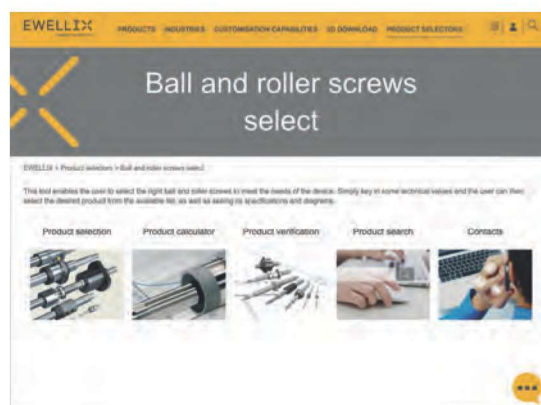 EWELLIX
PRODUCTS INDUSTRIES CUSTOMISATION CAPABILITIES 3D DOWNLOAD PRODUCT SELECTORS
Ball and roller screws
select
EWELLIX > Product selectors > Ball and roller screws select
This tool enables the user to select the right ball and roller screws to meet the needs of the device. Simply key in some technical values and the user can then
select the desired product from the available list, as well as seeing its specifications and diagrams.
Product selection Product calculator Product verification Product search Contacts